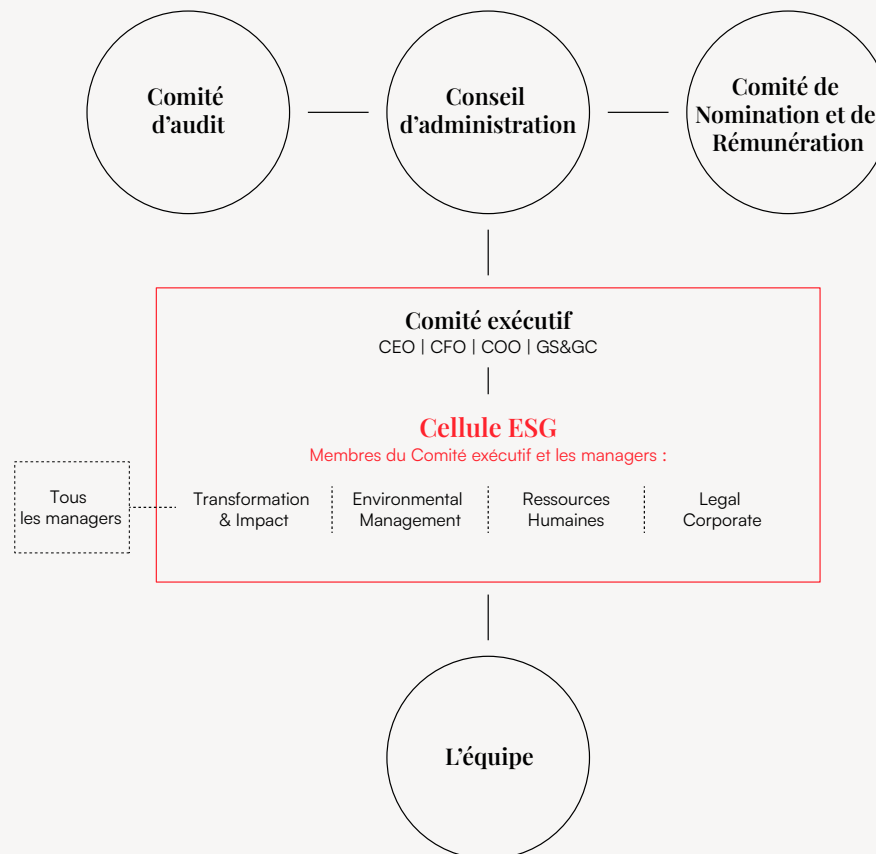 Comité
d’audit
Conseil
d’administration
Comité de
Nomination et de
Rémunération
Comité exécutif
CEO | CFO | COO | GS&GC
Cellule ESG
Membres du Comité exécutif et les managers :
Tous
les managers
Transformation
& Impact
Environmental
Management
Ressources
Humaines
Legal
Corporate
L’équipe